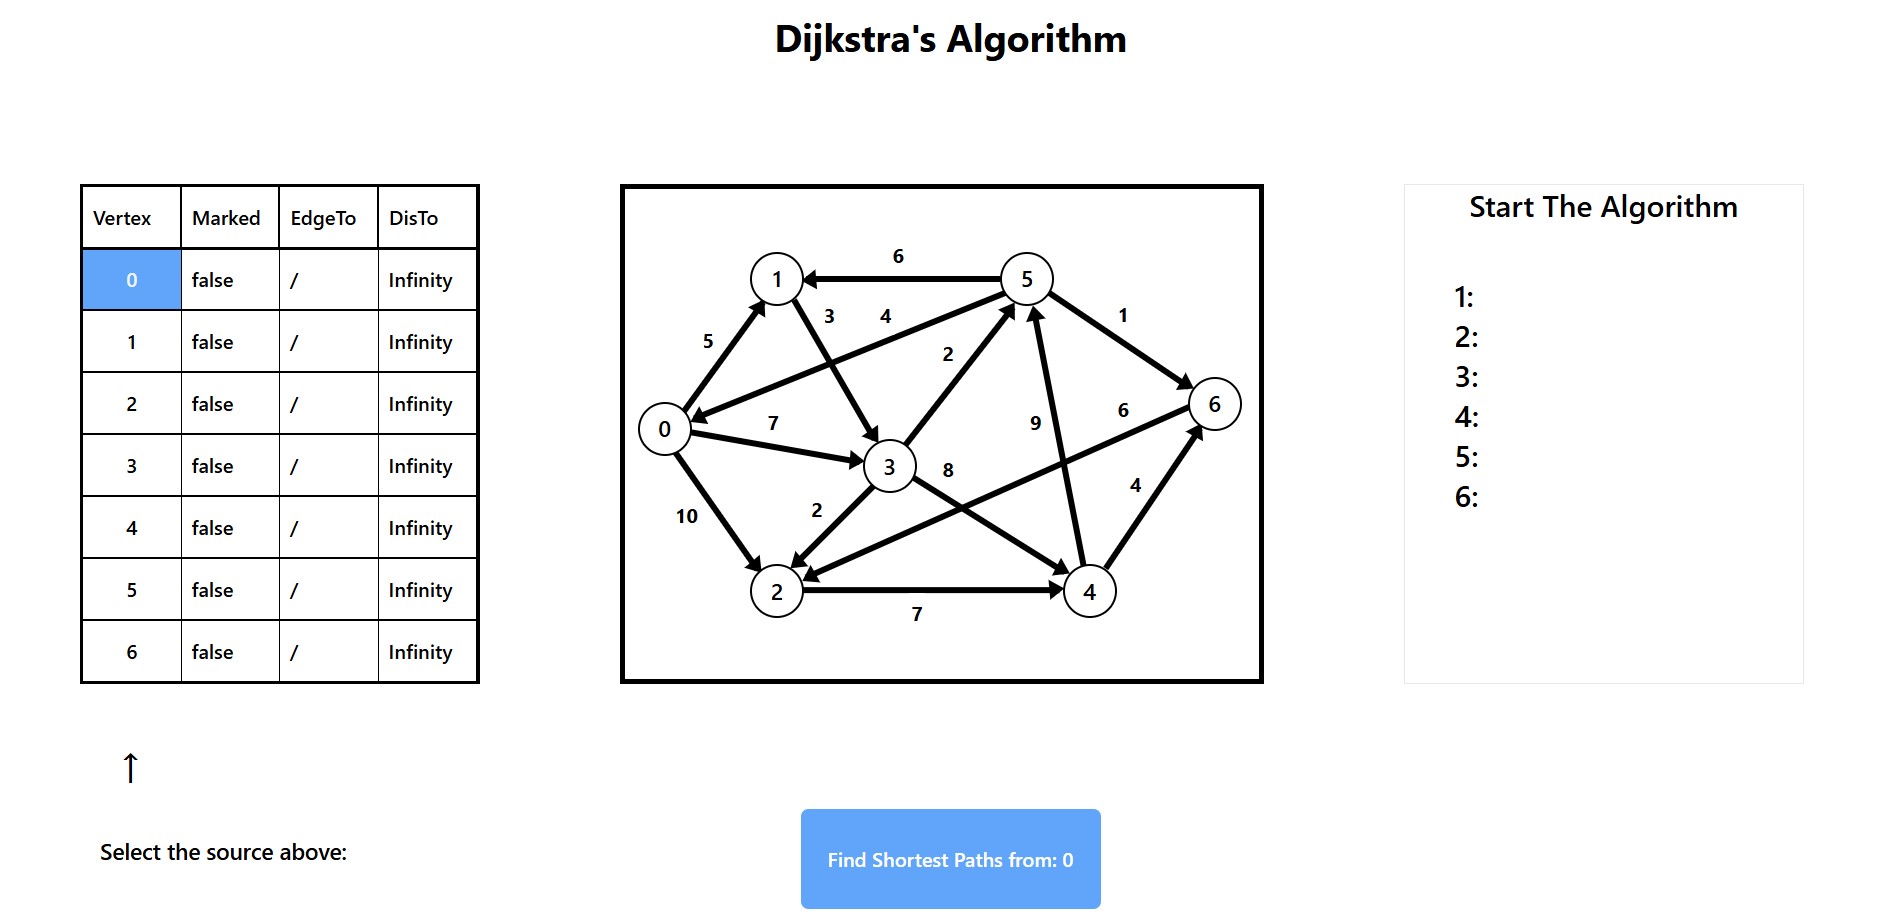 Dijkstra's Algorithm
Vertex Marked EdgeTo DisTo
0 false / Infinity
1 false / Infinity
2 false / Infinity
3 false / Infinity
4 false / Infinity
5 false / Infinity
6 false / Infinity
↑
Select the source above:
6
1 5
3 4 1
5
2
6 6
7 9
0
3
8
4
2
10
2 4
7
Find Shortest Paths from: 0
Start The Algorithm
1:
2:
3:
4:
5:
6: